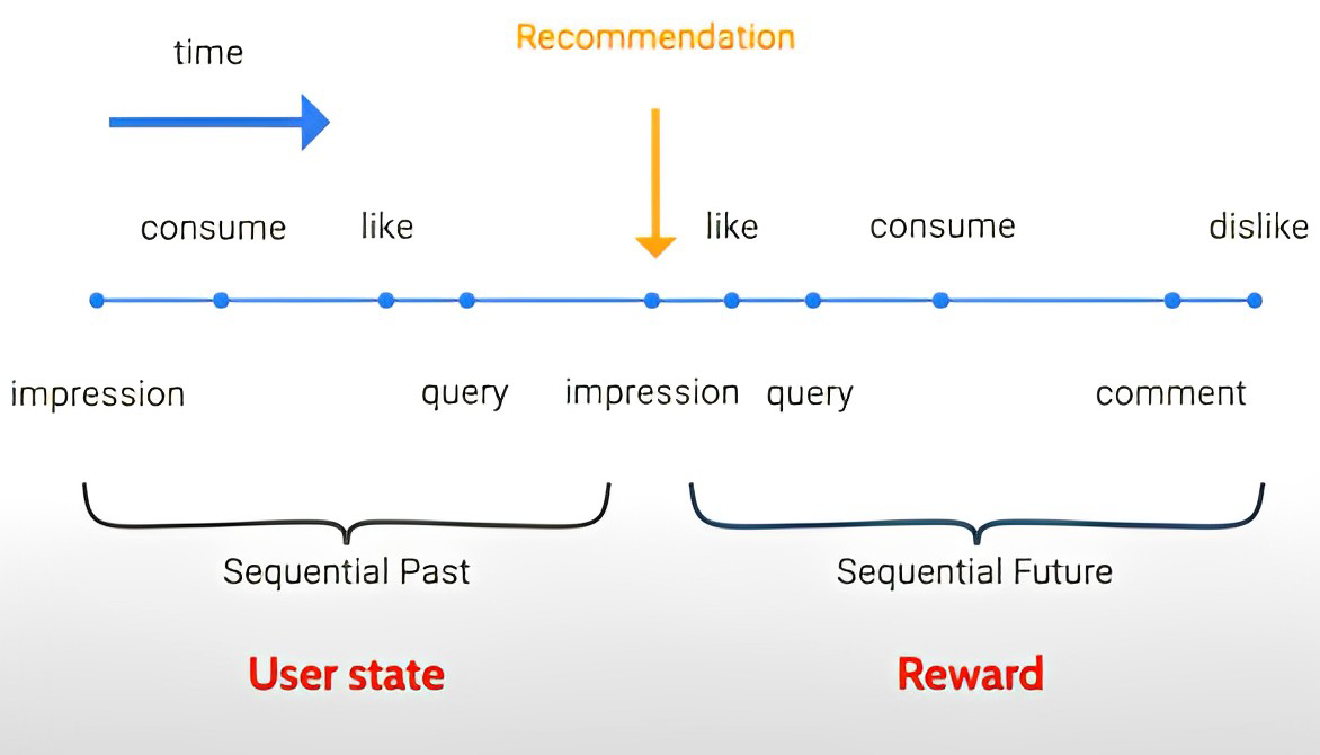 time
Recommendation
consume like like consume dislike
impression query impression query comment
Sequential Past Sequential Future
User state Reward